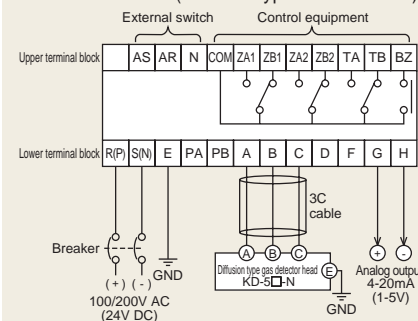 External switch Control equipment
Upper terminal block AS AR N COM ZA1 ZB1 ZA2 ZB2 TA TB BZ
Lower terminal block R(P) S(N) E PA PB A B C D F G H
3C
cable
Breaker
GND
(+) (-)
100/200V AC
(24V DC)
A B C
Diffusion type gas detector head
KD-5□-N
E
GND
+ -
Analog output
4-20mA
(1-5V)